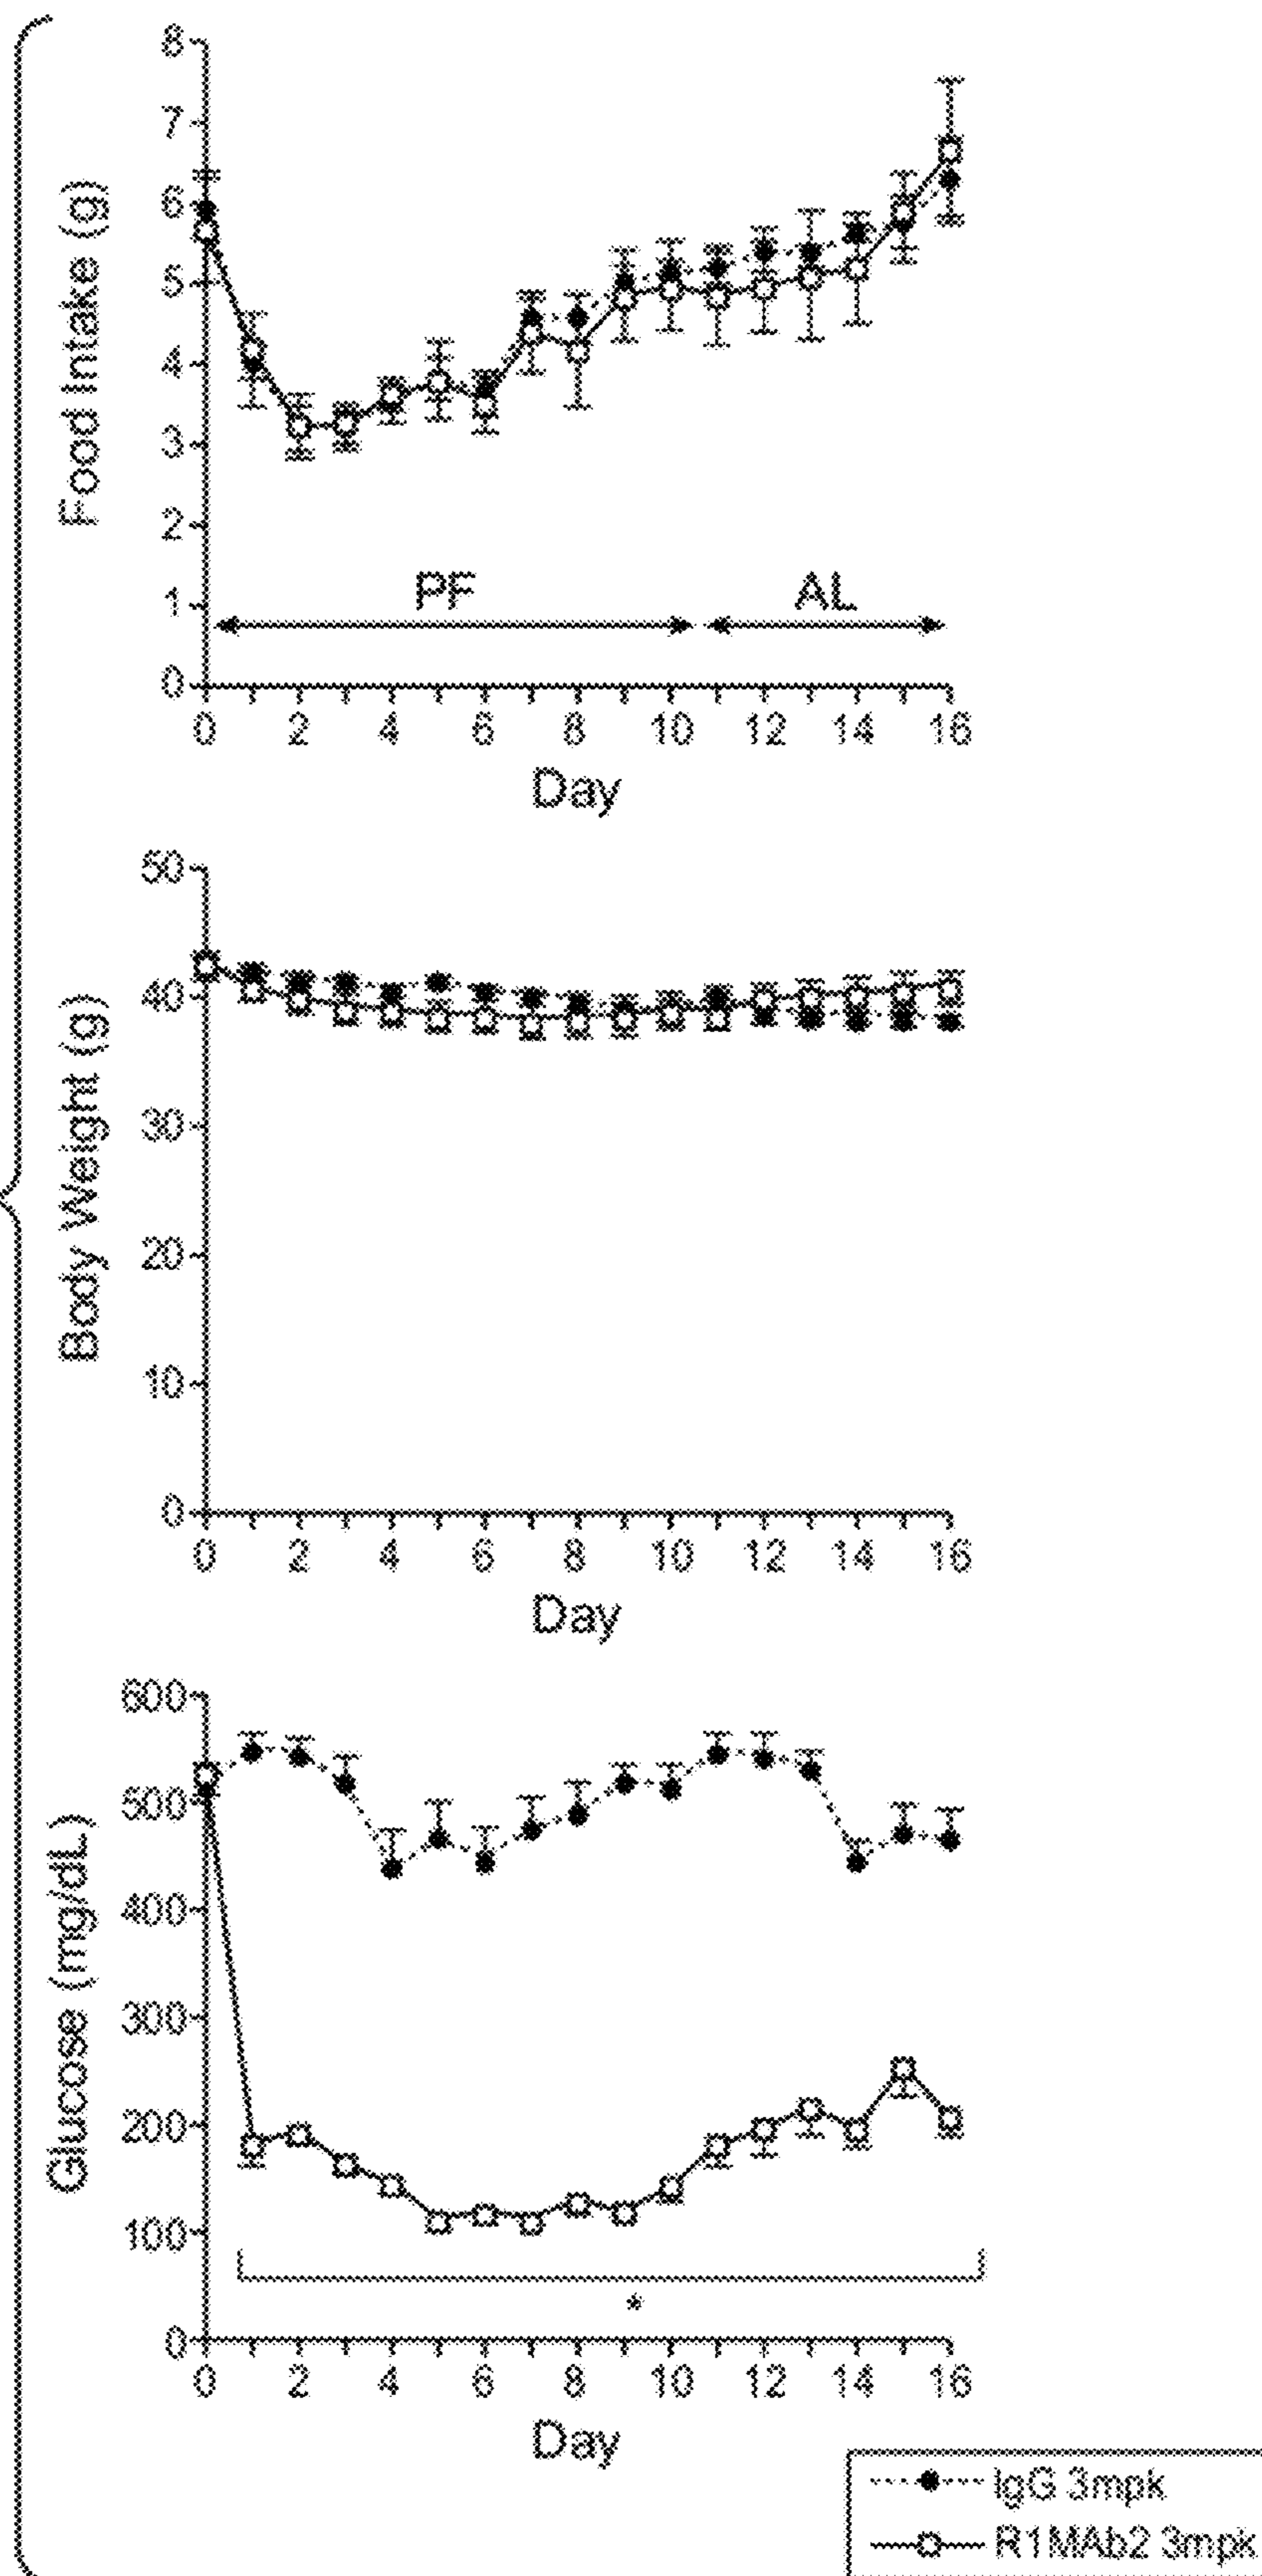 Food Intake (g)
8
7
6
5
4
3
2
1
0
PF
AL
0 2 4 6 8 10 12 14 16
Day
Body Weight (g)
50
40
30
20
10
0
0 2 4 6 8 10 12 14 16
Day
Glucose (mg/dL)
600
500
400
300
200
100
0
*
0 2 4 6 8 10 12 14 16
Day
IgG 3mpk
R1MAb2 3mpk